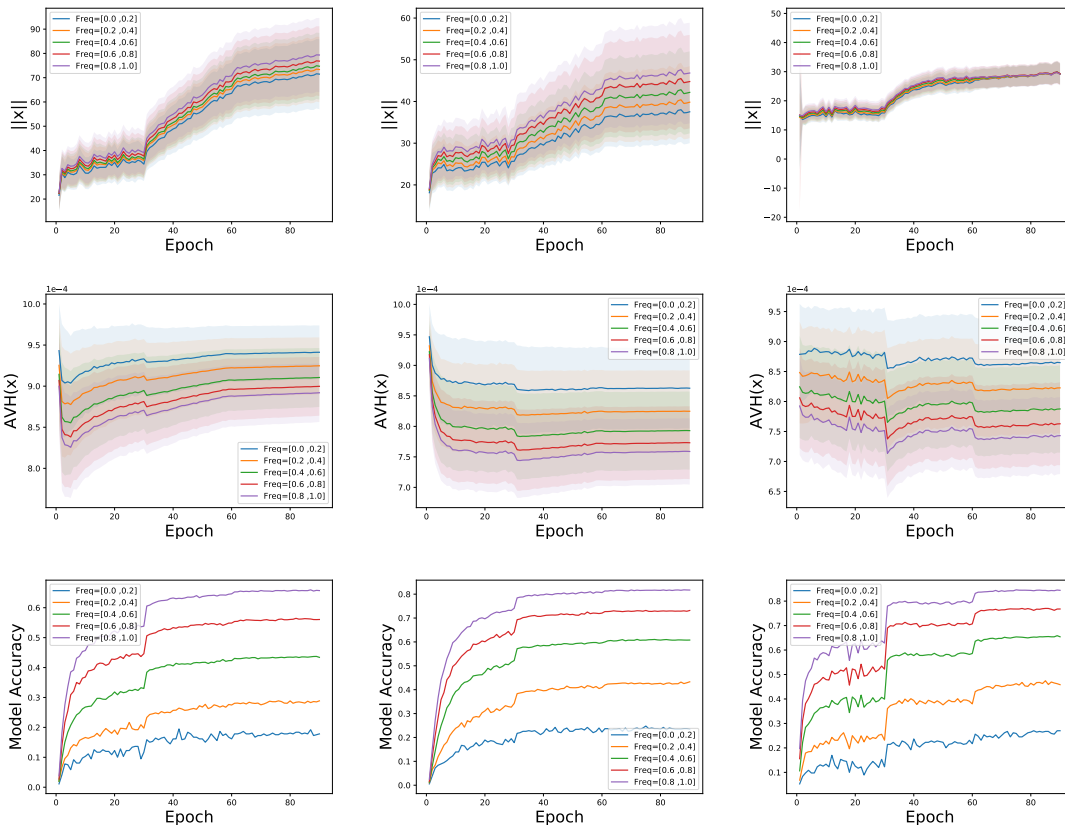 Freq=[0.0 ,0.2]
Freq=[0.2 ,0.4]
Freq=[0.4 ,0.6]
Freq=[0.6 ,0.8]
Freq=[0.8 ,1.0]
||x||
90
80
70
60
50
40
30
20
0 20 40 60 80
Epoch
Freq=[0.0 ,0.2]
Freq=[0.2 ,0.4]
Freq=[0.4 ,0.6]
Freq=[0.6 ,0.8]
Freq=[0.8 ,1.0]
||x||
60
50
40
30
20
0 20 40 60 80
Epoch
Freq=[0.0 ,0.2]
Freq=[0.2 ,0.4]
Freq=[0.4 ,0.6]
Freq=[0.6 ,0.8]
Freq=[0.8 ,1.0]
||x||
50
40
30
20
10
0
−10
−20
0 20 40 60 80
Epoch
1e−4
AVH(x)
10.0
9.5
9.0
8.5
8.0
Freq=[0.0 ,0.2]
Freq=[0.2 ,0.4]
Freq=[0.4 ,0.6]
Freq=[0.6 ,0.8]
Freq=[0.8 ,1.0]
0 20 40 60 80
Epoch
1e−4
AVH(x)
10.0
9.5
9.0
8.5
8.0
7.5
7.0
Freq=[0.0 ,0.2]
Freq=[0.2 ,0.4]
Freq=[0.4 ,0.6]
Freq=[0.6 ,0.8]
Freq=[0.8 ,1.0]
0 20 40 60 80
Epoch
1e−4
AVH(x)
9.5
9.0
8.5
8.0
7.5
7.0
6.5
Freq=[0.0 ,0.2]
Freq=[0.2 ,0.4]
Freq=[0.4 ,0.6]
Freq=[0.6 ,0.8]
Freq=[0.8 ,1.0]
0 20 40 60 80
Epoch
Freq=[0.0 ,0.2]
Freq=[0.2 ,0.4]
Freq=[0.4 ,0.6]
Freq=[0.6 ,0.8]
Freq=[0.8 ,1.0]
Model Accuracy
0.6
0.5
0.4
0.3
0.2
0.1
0.0
0 20 40 60 80
Epoch
Model Accuracy
0.8
0.7
0.6
0.5
0.4
0.3
0.2
0.1
0.0
Freq=[0.0 ,0.2]
Freq=[0.2 ,0.4]
Freq=[0.4 ,0.6]
Freq=[0.6 ,0.8]
Freq=[0.8 ,1.0]
0 20 40 60 80
Epoch
Freq=[0.0 ,0.2]
Freq=[0.2 ,0.4]
Freq=[0.4 ,0.6]
Freq=[0.6 ,0.8]
Freq=[0.8 ,1.0]
Model Accuracy
0.8
0.7
0.6
0.5
0.4
0.3
0.2
0.1
0 20 40 60 80
Epoch